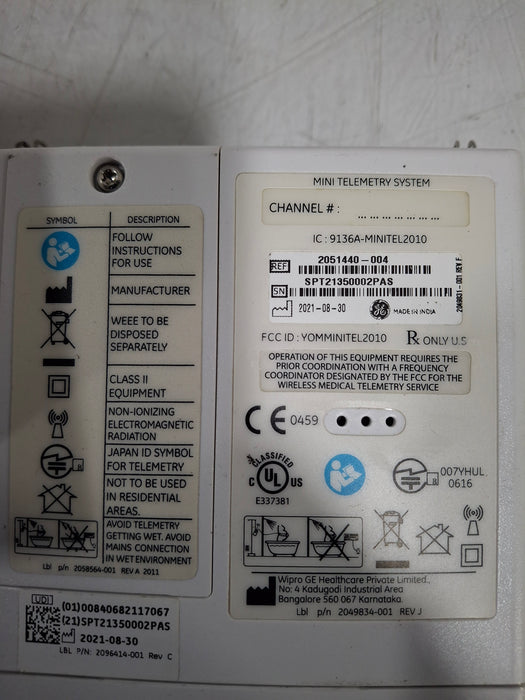 SYMBOL DESCRIPTION
FOLLOW
INSTRUCTIONS
FOR USE
MANUFACTURER
WEEE TO BE
DISPOSED
SEPARATELY
CLASS II
EQUIPMENT
NON-IONIZING
ELECTROMAGNETIC
RADIATION
JAPAN ID SYMBOL
FOR TELEMETRY
NOT TO BE USED
IN RESIDENTIAL
AREAS.
AVOID TELEMETRY
GETTING WET. AVOID
MAINS CONNECTION
IN WET ENVIRONMENT
Lbl p/n 2058564-001 REV A 2011
UDI
(01)00840682117067
(21)SPT21350002PAS
2021-08-30
LBL P/N: 2096414-001 Rev C
MINI TELEMETRY SYSTEM
CHANNEL # : ... ... ... ... ... ... ...
IC : 9136A-MINITEL2010
REF 2051440-004
SPT21350002PAS
SN
2021-08-30 GE MADE IN INDIA
2049831-001 REV F
FCC ID : YOMMINITEL2010 Rx ONLY U.S
OPERATION OF THIS EQUIPMENT REQUIRES THE
PRIOR COORDINATION WITH A FREQUENCY
COORDINATOR DESIGNATED BY THE FCC FOR THE
WIRELESS MEDICAL TELEMETRY SERVICE
CE 0459
CLASSIFIED
C UL US
E337381
R 007YHUL
0616
Wipro GE Healthcare Private Limited.,
No: 4 Kadugodi Industrial Area
Bangalore 560 067 Karnataka.
Lbl p/n 2049834-001 REV J